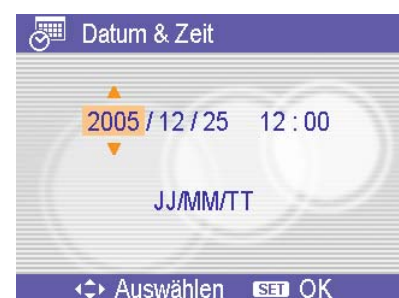 Datum & Zeit
2005 / 12 / 25 12 : 00
JJ/MM/TT
Auswählen SET OK